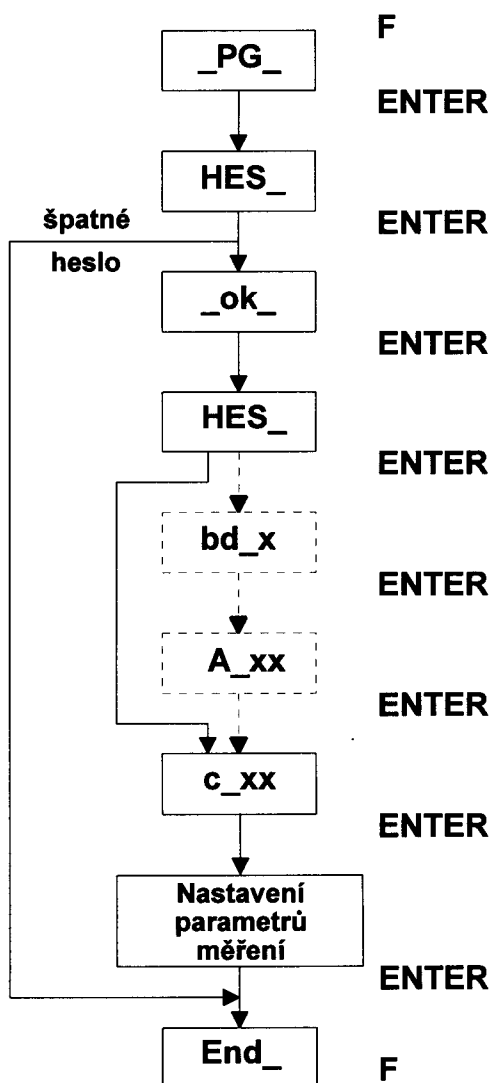 F
_PG_
ENTER
HES_
špatné
heslo
ENTER
_ok_
ENTER
HES_
ENTER
bd_x
ENTER
A_xx
ENTER
c_xx
ENTER
Nastavení
parametrů
měření
ENTER
End_
F